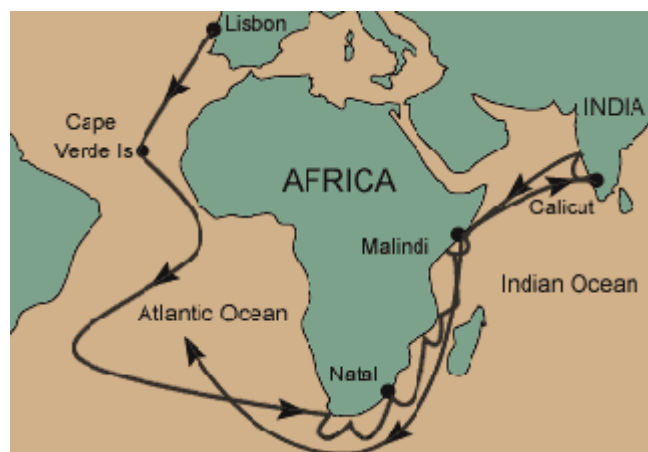 Lisbon
INDIA
Cape
Verde Is
AFRICA
Calicut
Malindi
Indian Ocean
Atlantic Ocean
Natal